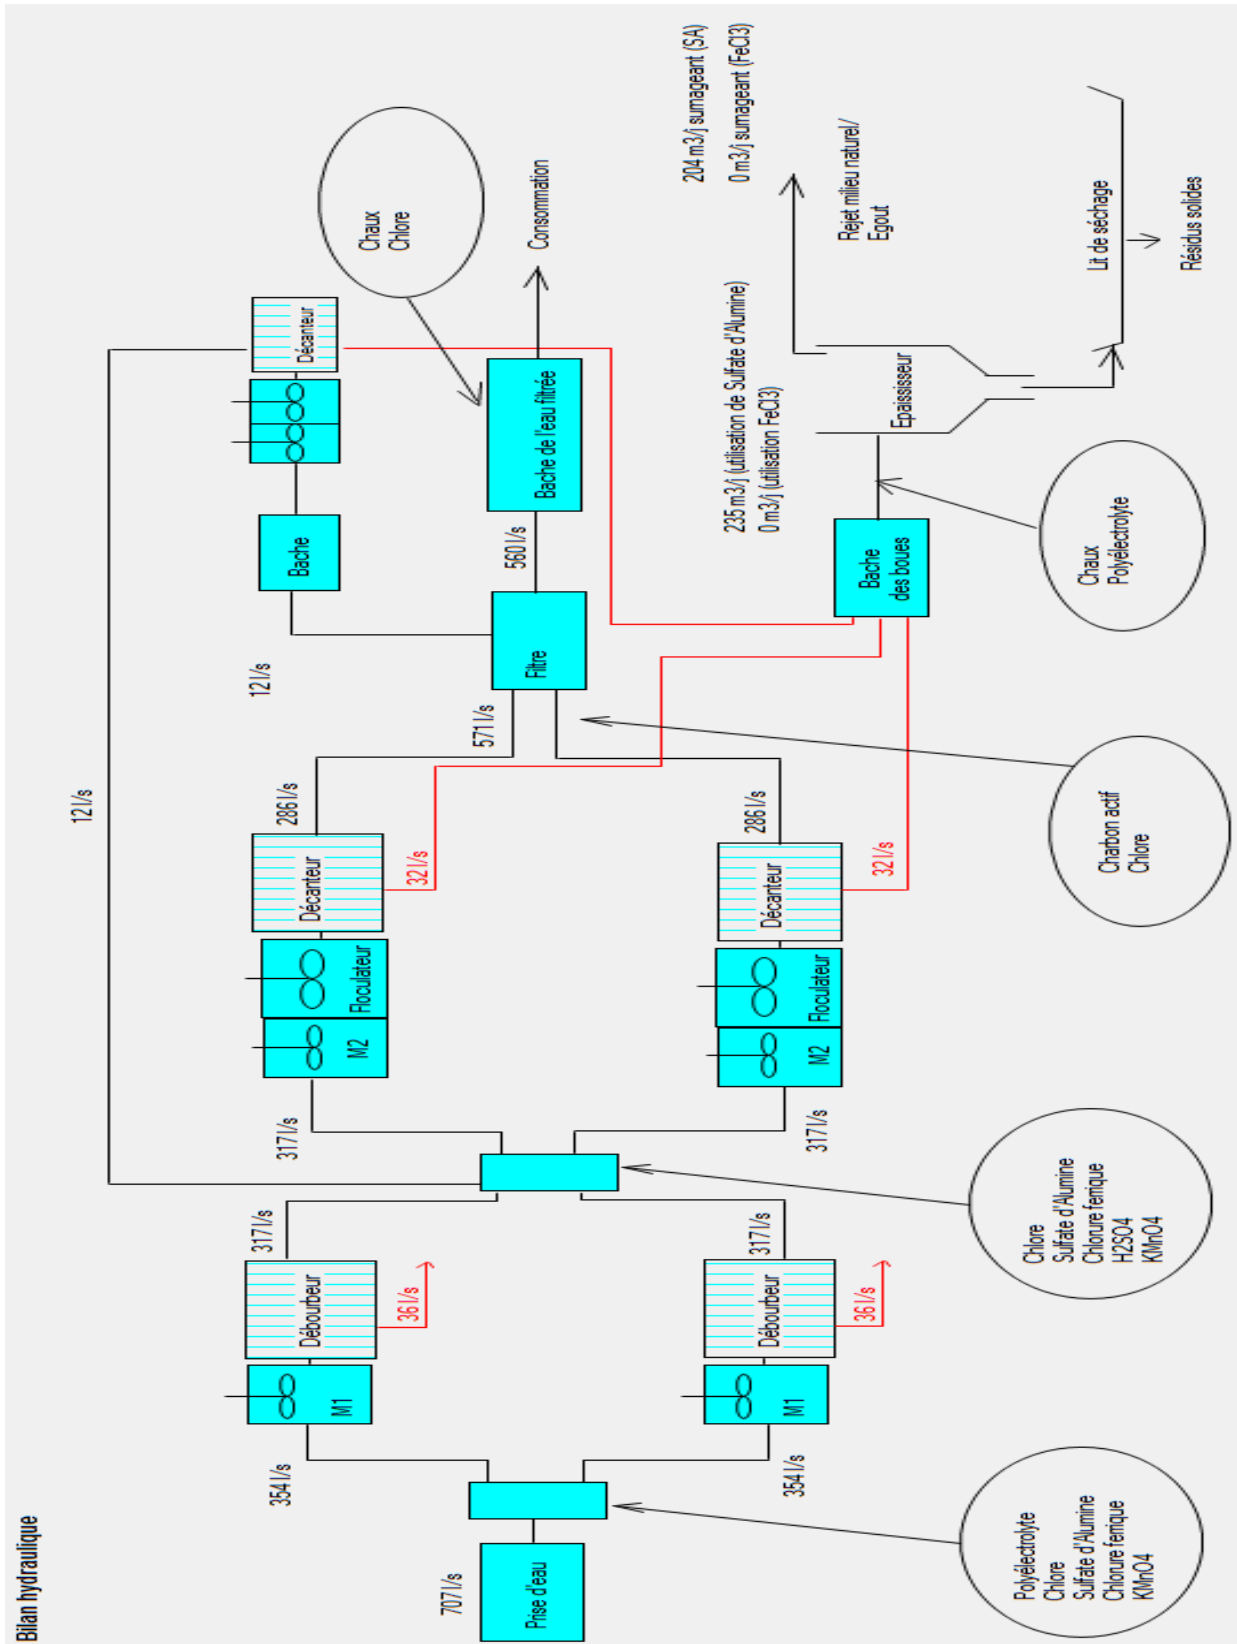 Bilan hydraulique
12 l/s
Décanteur
Bache
12 l/s
Chaux
Chlore
Prise d'eau
707 l/s
354 l/s
354 l/s
M1
Débourbeur
36 l/s
317 l/s
M1
Débourbeur
36 l/s
317 l/s
317 l/s
317 l/s
M2
Floculateur
Décanteur
32 l/s
286 l/s
M2
Floculateur
Décanteur
32 l/s
286 l/s
571 l/s
Filtre
560 l/s
Bache de l'eau filtrée
Consommation
Bache
des boues
235 m3/j (utilisation de Sulfate d'Alumine)
0 m3/j (utilisation FeCl3)
Epaississeur
204 m3/j surnageant (SA)
0 m3/j surnageant (FeCl3)
Rejet milieu naturel/
Egout
Lit de séchage
Résidus solides
Polyélectrolyte
Chlore
Sulfate d'Alumine
Chlorure ferrique
KMnO4
Chlore
Sulfate d'Alumine
Chlorure ferrique
H2SO4
KMnO4
Charbon actif
Chlore
Chaux
Polyélectrolyte